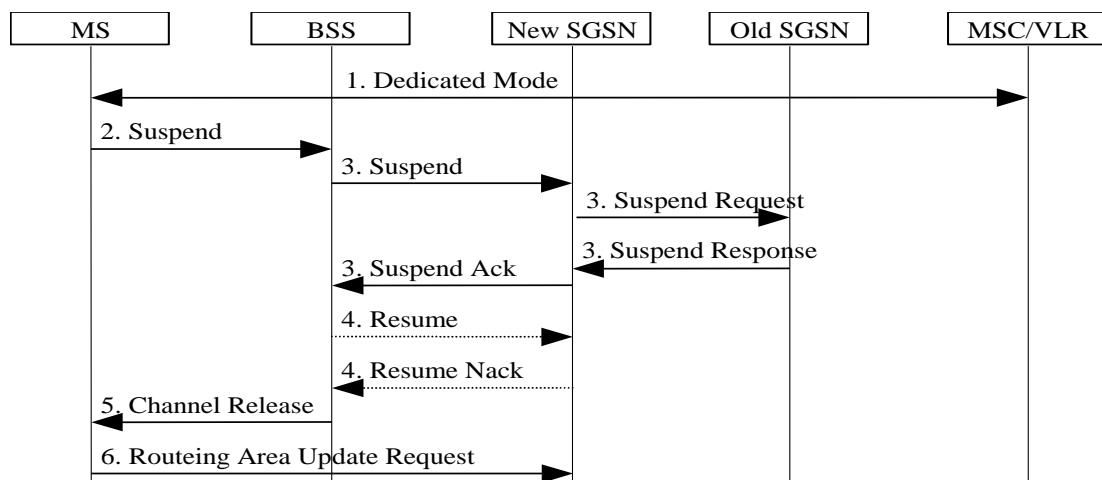 MS
BSS
New SGSN
Old SGSN
MSC/VLR
1. Dedicated Mode
2. Suspend
3. Suspend
3. Suspend Request
3. Suspend Response
3. Suspend Ack
4. Resume
4. Resume Nack
5. Channel Release
6. Routeing Area Update Request